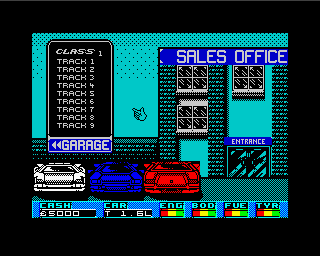 CLASS 1
TRACK 1
TRACK 2
TRACK 3
TRACK 4
TRACK 5
TRACK 6
TRACK 7
TRACK 8
TRACK 9
GARAGE
SALES OFFICE
ENTRANCE
CASH CAR ENG BOD FUE TYR
£5000 T 1.6L